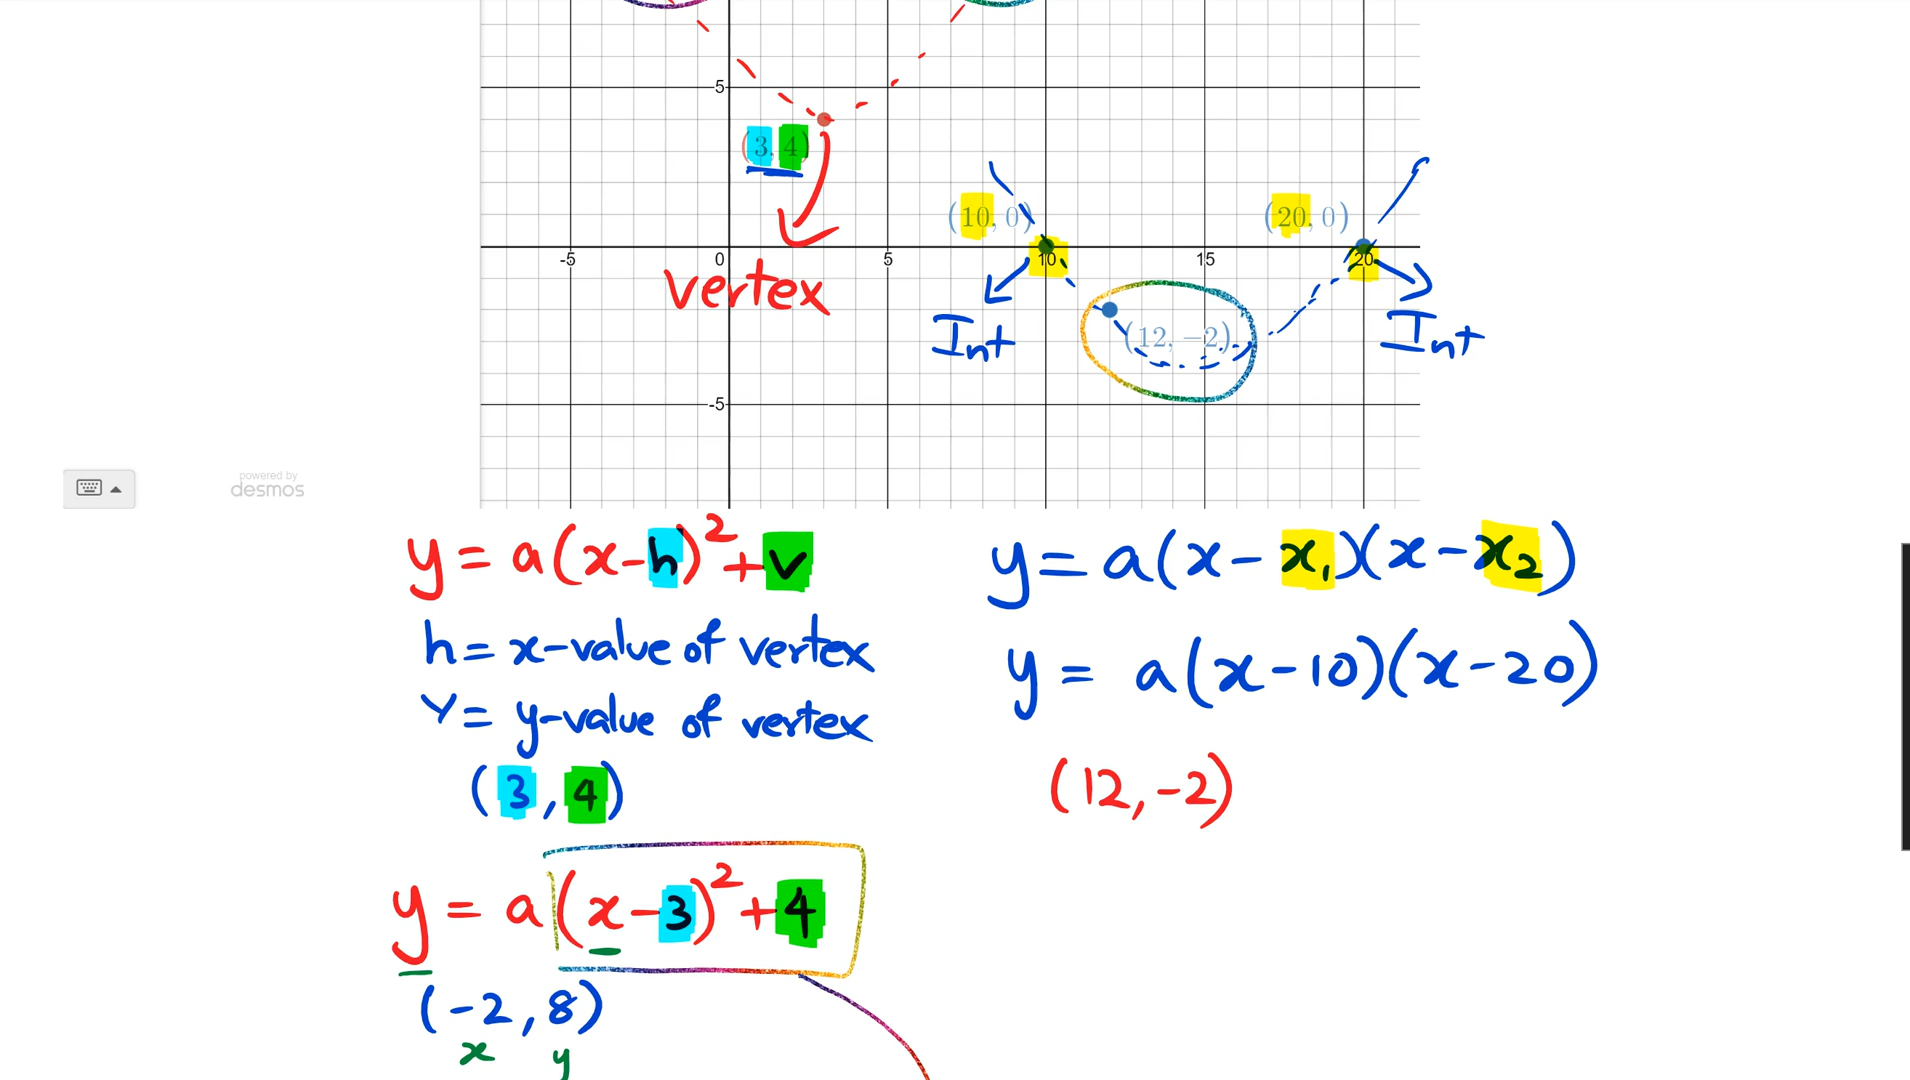 5
(3, 4)
(10, 0)
(20, 0)
-5
0
5
10
15
20
vertex
Int
(12, −2)
Int
-5
powered by
desmos
y = a(x-h)² + v
y = a(x - x₁)(x - x₂)
h = x-value of vertex
y = a(x-10)(x-20)
v = y-value of vertex
(3, 4)
(12, -2)
y = a(x-3)² + 4
(-2, 8)
x y